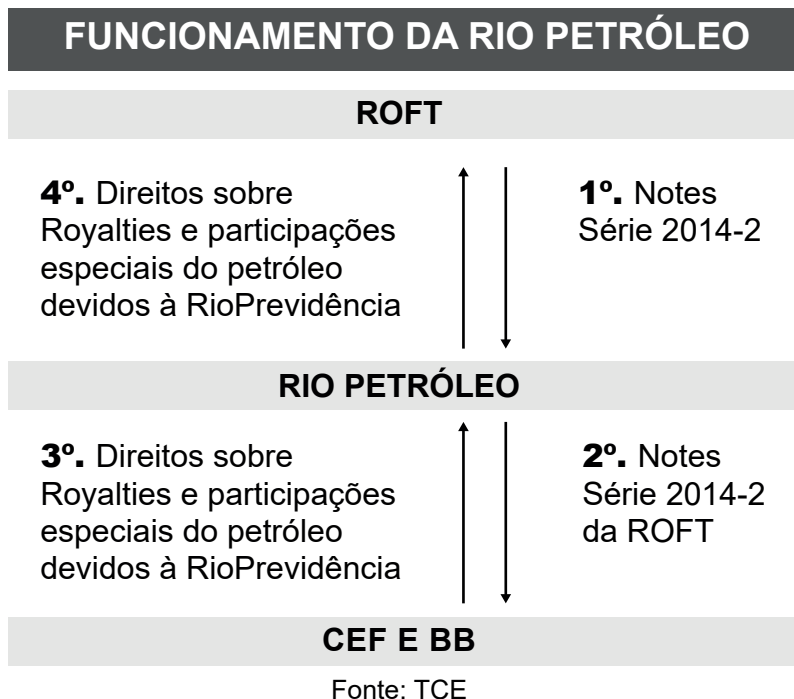 FUNCIONAMENTO DA RIO PETRÓLEO
ROFT
4º. Direitos sobre
Royalties e participações
especiais do petróleo
devidos à RioPrevidência
1º. Notes
Série 2014-2
RIO PETRÓLEO
3º. Direitos sobre
Royalties e participações
especiais do petróleo
devidos à RioPrevidência
2º. Notes
Série 2014-2
da ROFT
CEF E BB
Fonte: TCE